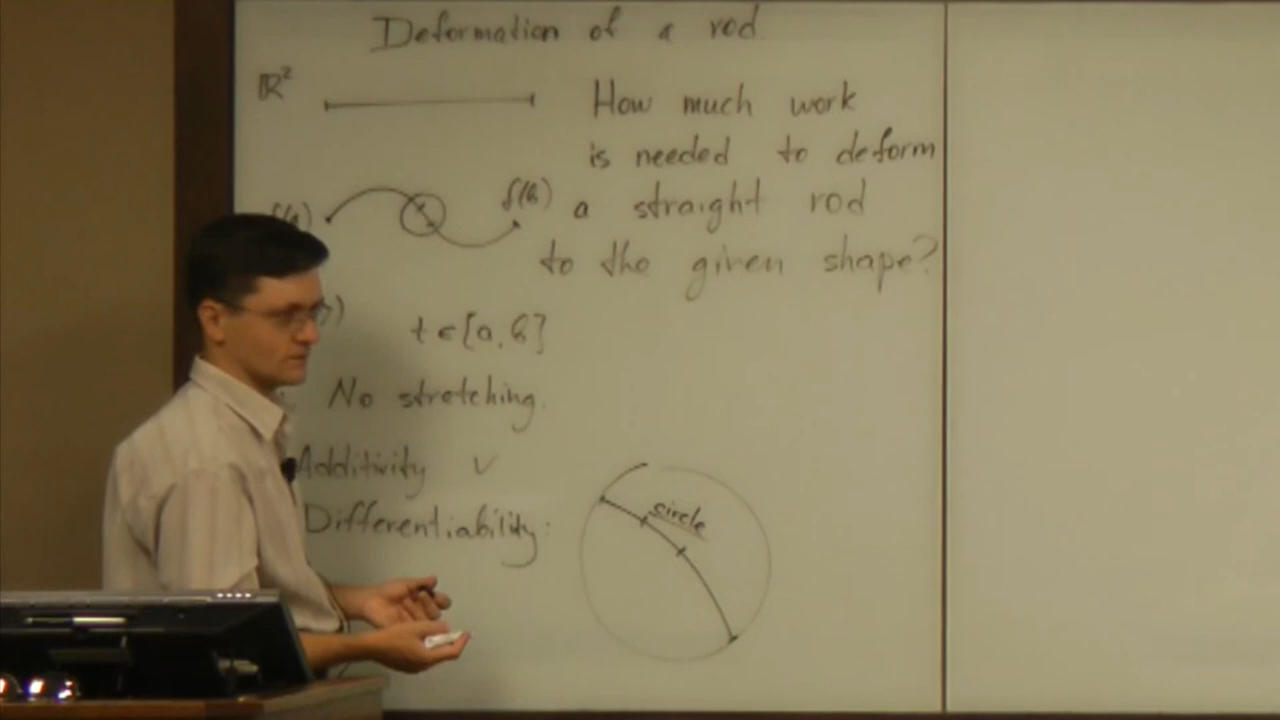 Deformation of a rod.
ℝ²
How much work
is needed to deform
a straight rod
to the given shape?
f(a)
f(b)
t ∈ [a, b]
No stretching.
Additivity ✓
Differentiability:
sircle